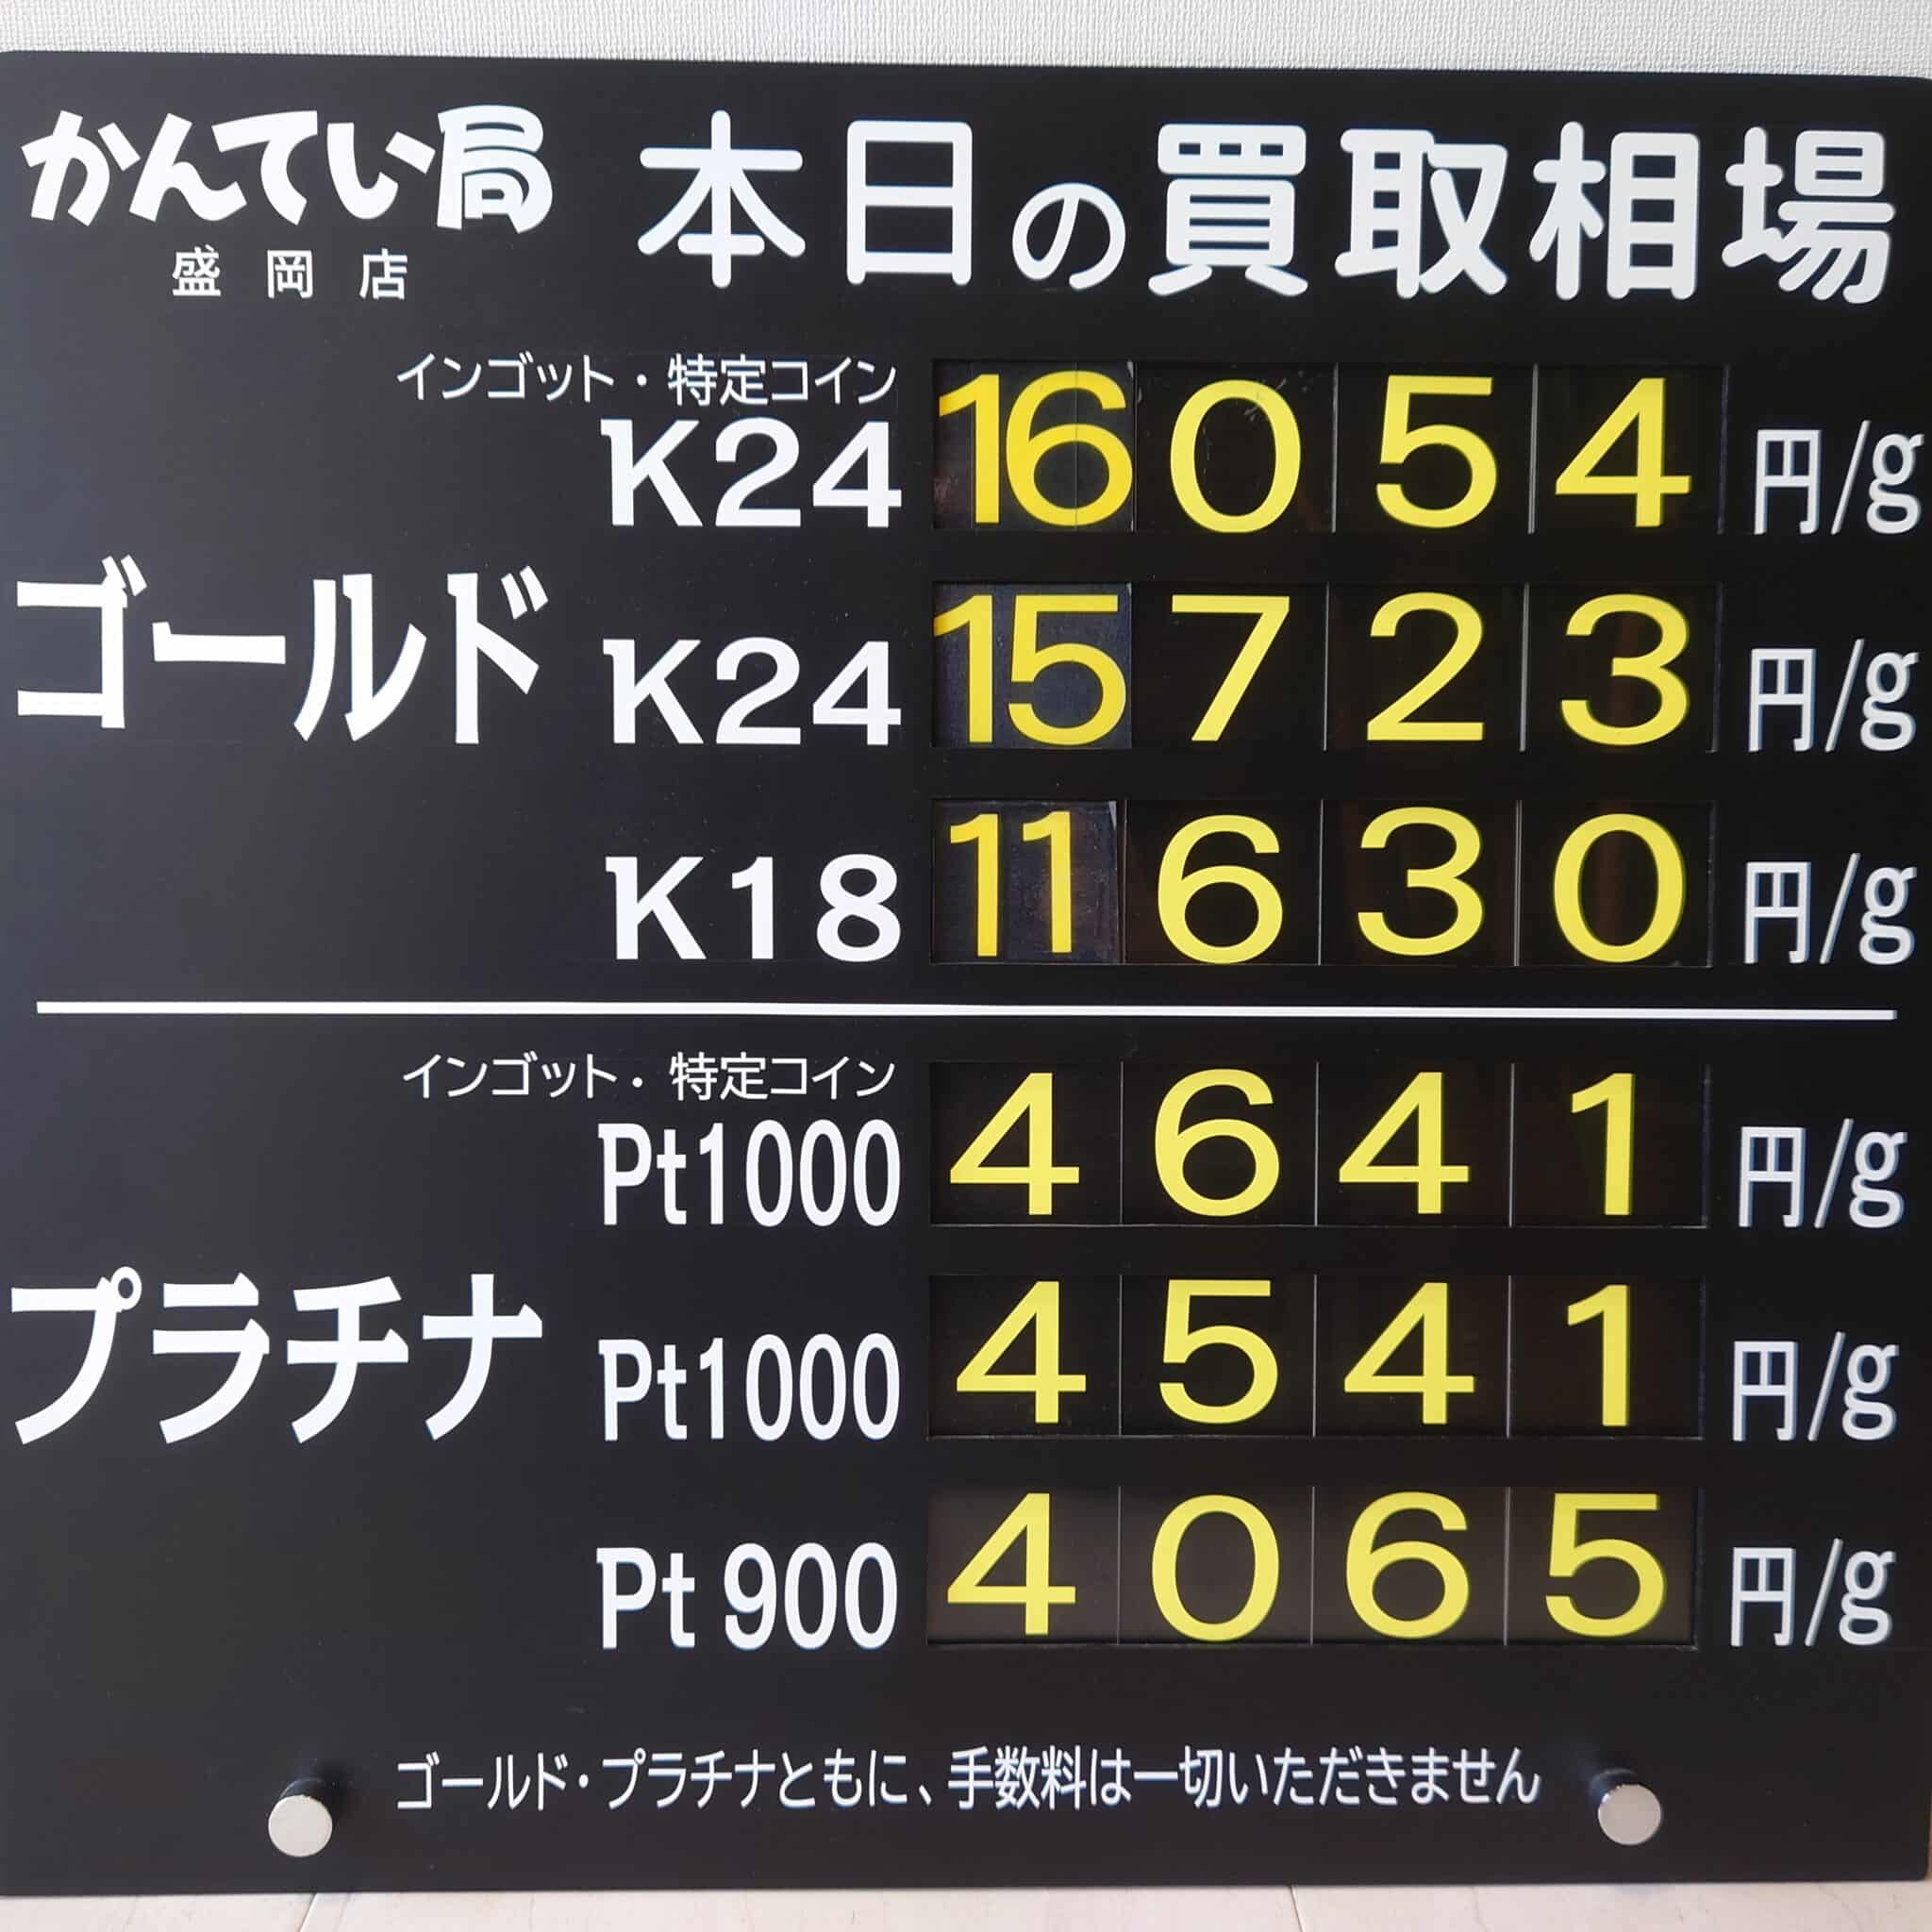 かんてい局 本日の買取相場
盛岡店
インゴット・特定コイン
K24 16054 円/g
ゴールド K24 15723 円/g
K18 11630 円/g
インゴット・特定コイン
Pt1000 4641 円/g
プラチナ Pt1000 4541 円/g
Pt900 4065 円/g
ゴールド・プラチナともに、手数料は一切いただきません